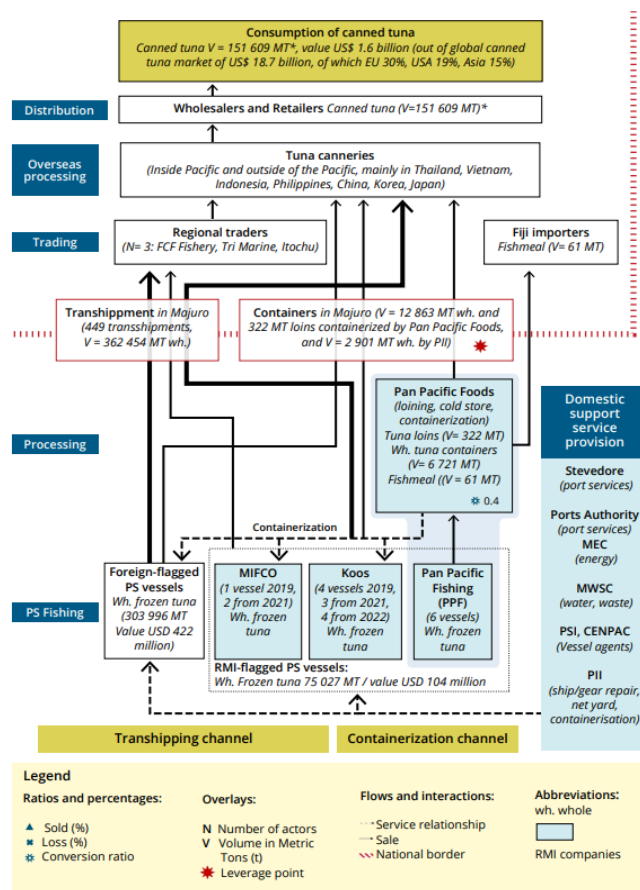 Consumption of canned tuna
Canned tuna V = 151 609 MT*, value US$ 1.6 billion (out of global canned
tuna market of US$ 18.7 billion, of which EU 30%, USA 19%, Asia 15%)
Distribution
Wholesalers and Retailers Canned tuna (V=151 609 MT)*
Overseas
processing
Tuna canneries
(Inside Pacific and outside of the Pacific, mainly in Thailand, Vietnam,
Indonesia, Philippines, China, Korea, Japan)
Trading
Regional traders
(N= 3: FCF Fishery, Tri Marine, Itochu)
Fiji importers
Fishmeal (V= 61 MT)
Transhippment in Majuro
(449 transshipments,
V = 362 454 MT wh.)
Containers in Majuro (V = 12 863 MT wh. and
322 MT loins containerized by Pan Pacific Foods,
and V = 2 901 MT wh. by PII)
Processing
Pan Pacific Foods
(loining, cold store,
containerization)
Tuna loins (V= 322 MT)
Wh. tuna containers
(V= 6 721 MT)
Fishmeal ((V= 61 MT)
0.4
Domestic
support
service
provision
Stevedore
(port services)
Ports Authority
(port services)
MEC
(energy)
MWSC
(water, waste)
PSI, CENPAC
(Vessel agents)
PII
(ship/gear repair,
net yard,
containerisation)
Containerization
PS Fishing
Foreign-flagged
PS vessels
Wh. frozen tuna
(303 996 MT
Value USD 422
million)
MIFCO
(1 vessel 2019,
2 from 2021)
Wh. frozen
tuna
Koos
(4 vessels 2019,
3 from 2021,
4 from 2022)
Wh. frozen
tuna
Pan Pacific
Fishing
(PPF)
(6 vessels)
Wh. frozen
tuna
RMI-flagged PS vessels:
Wh. Frozen tuna 75 027 MT / value USD 104 million
Transhipping channel
Containerization channel
Legend
Ratios and percentages:
Sold (%)
Loss (%)
Conversion ratio
Overlays:
N Number of actors
V Volume in Metric
Tons (t)
Leverage point
Flows and interactions:
Service relationship
Sale
National border
Abbreviations:
wh. whole
RMI companies